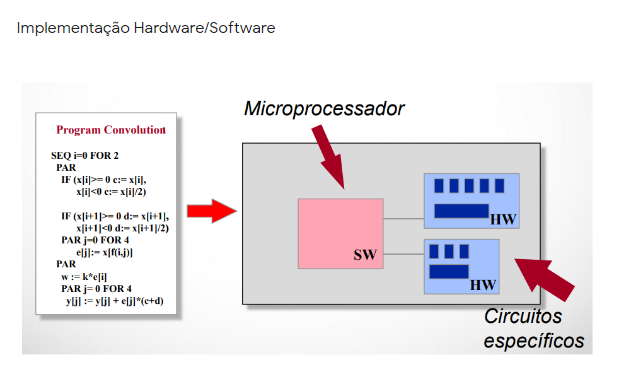 Implementação Hardware/Software
Program Convolution
SEQ i=0 FOR 2
PAR
IF (x[i]>= 0 c:= x[i],
x[i]<0 c:= x[i]/2)
IF (x[i+1]>= 0 d:= x[i+1],
x[i+1]<0 d:= x[i+1]/2)
PAR j=0 FOR 4
e[j]:= x[f(i,j)]
PAR
w := k*e[i]
PAR j= 0 FOR 4
y[j] := y[j] + e[j]*(c+d)
Microprocessador
SW
HW
HW
Circuitos
específicos